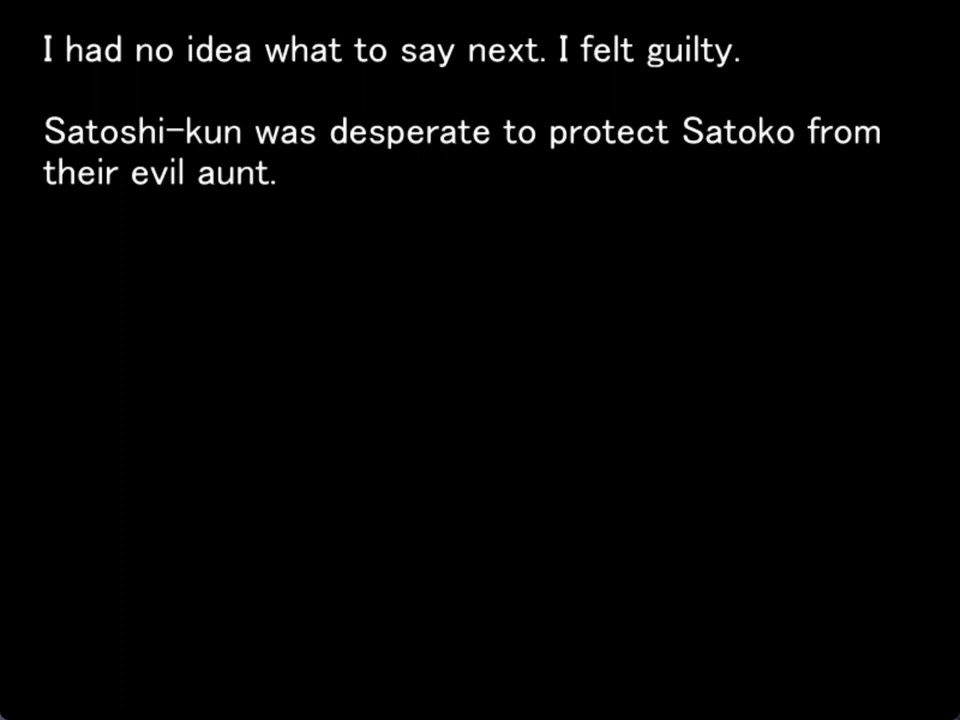 I had no idea what to say next. I felt guilty.
Satoshi-kun was desperate to protect Satoko from
their evil aunt.